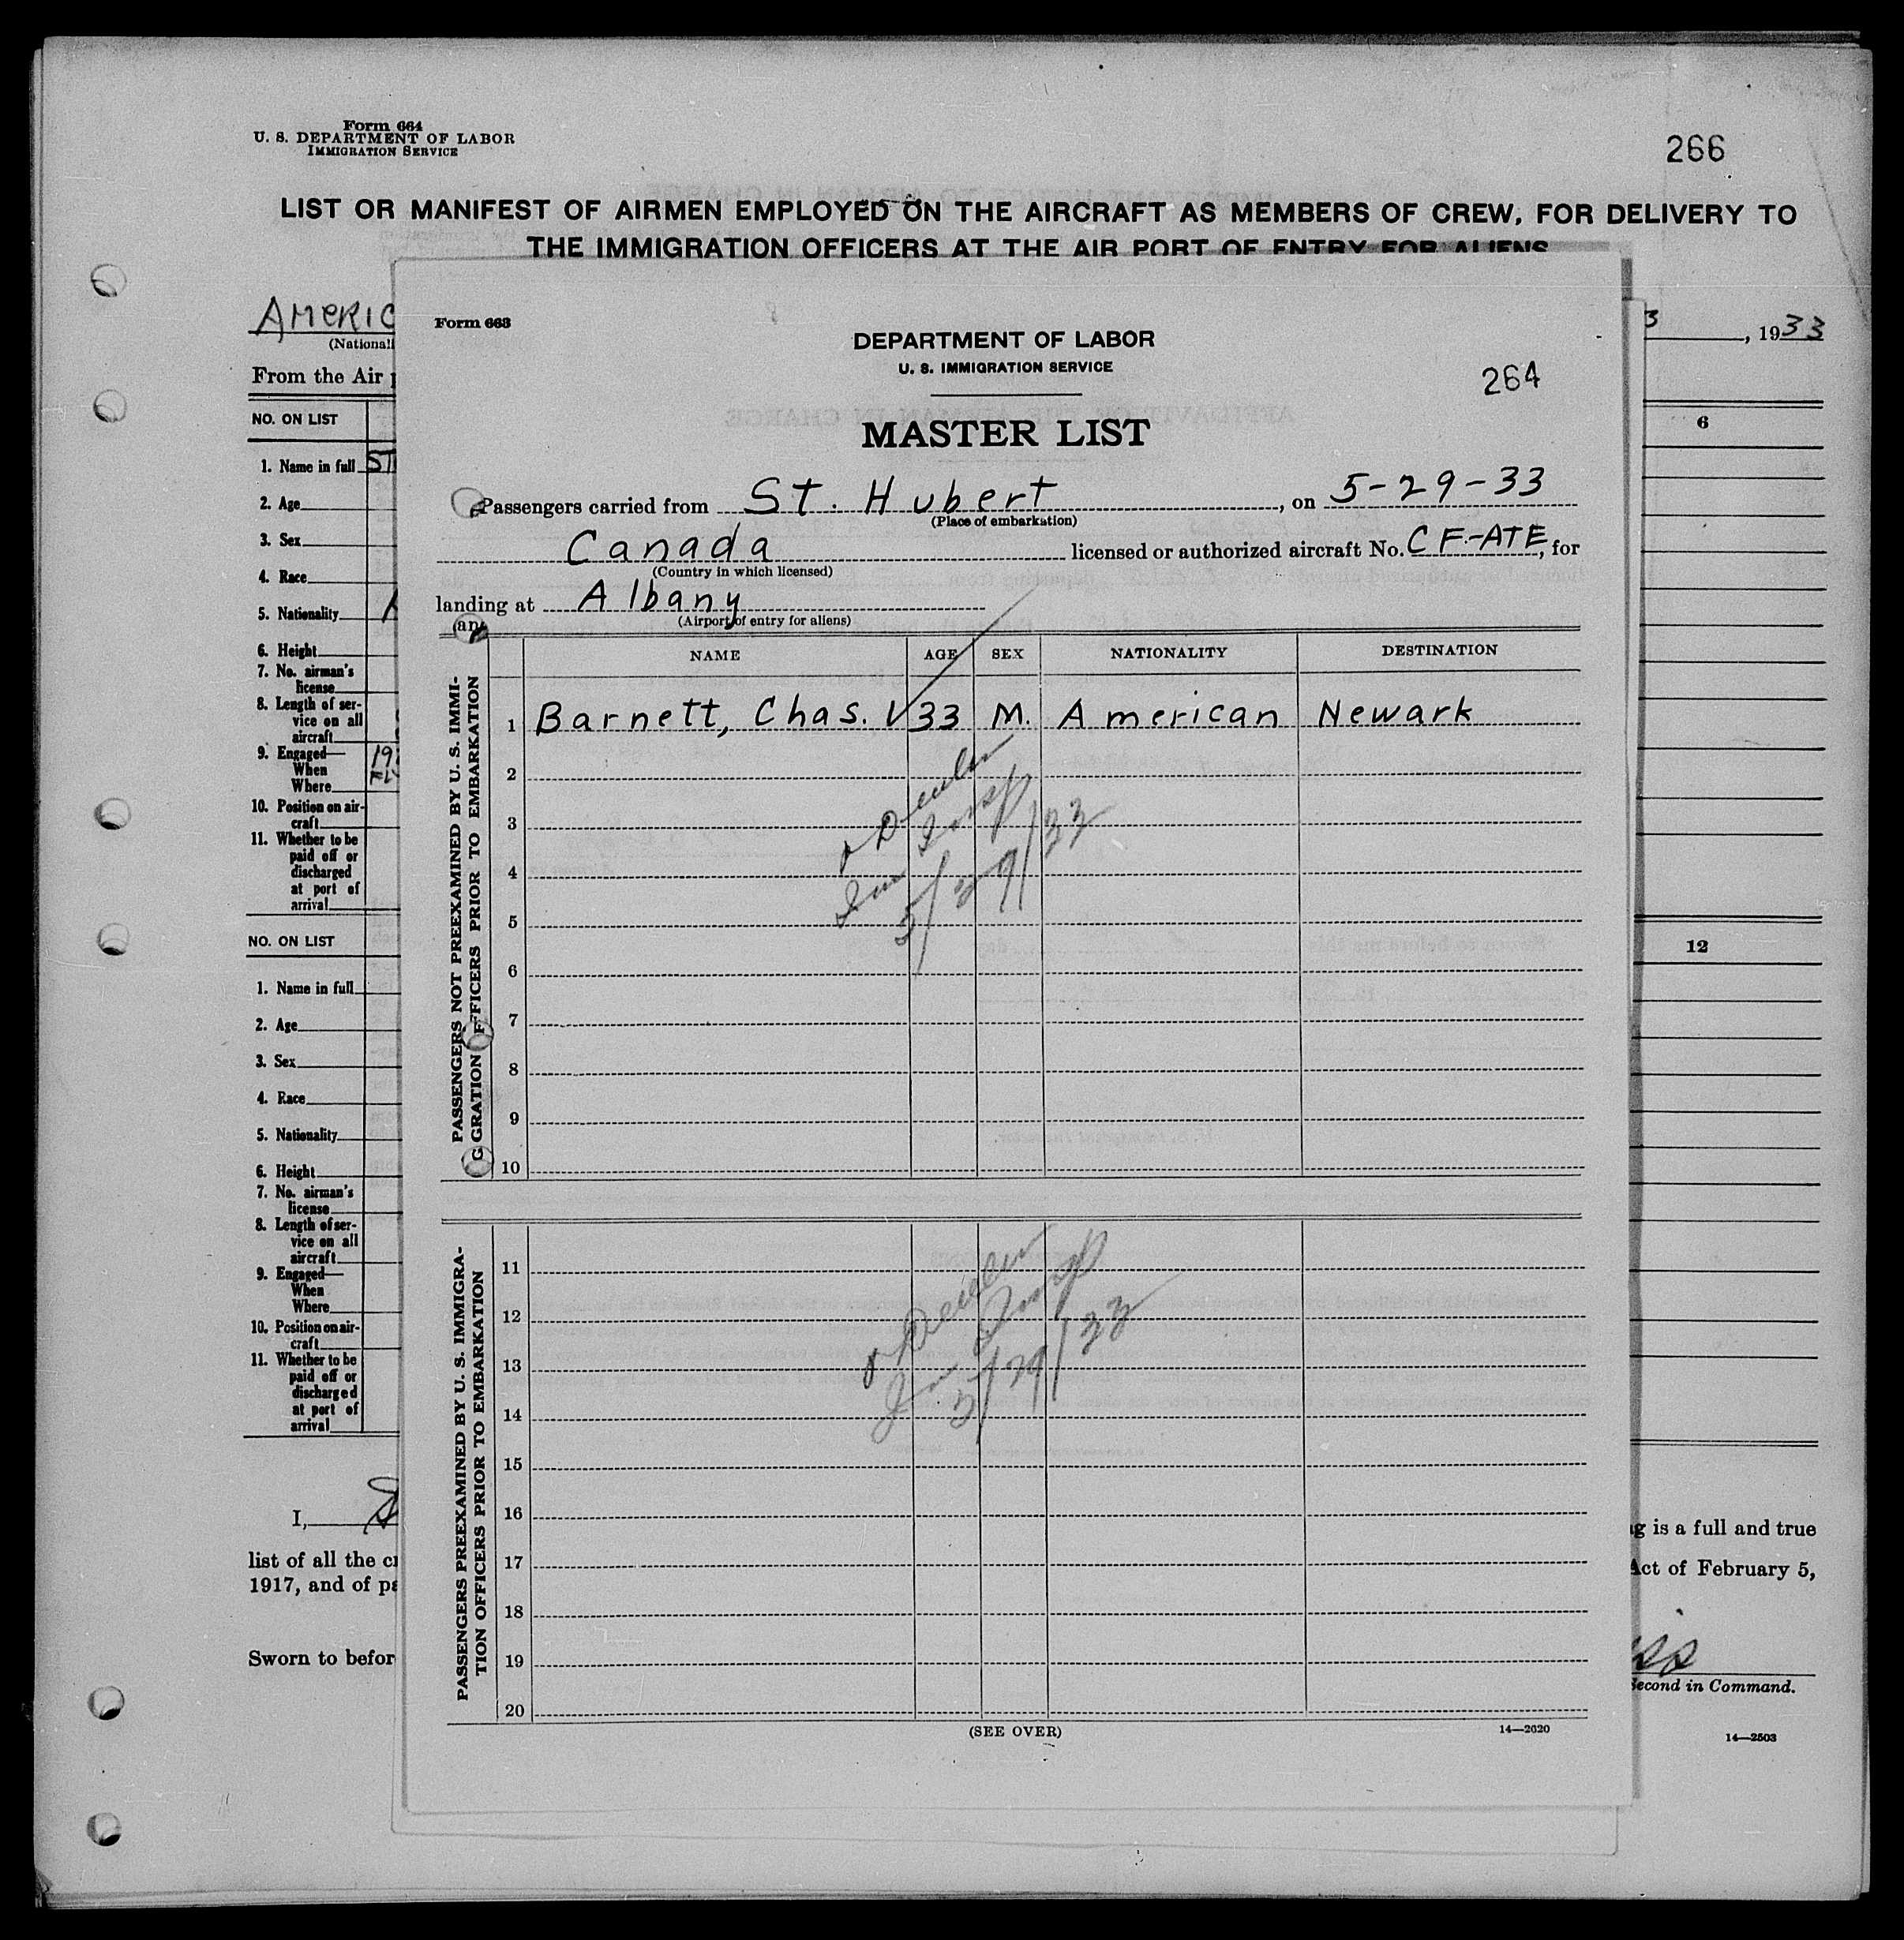 Form 664
U. S. DEPARTMENT OF LABOR
IMMIGRATION SERVICE
266
LIST OR MANIFEST OF AIRMEN EMPLOYED ON THE AIRCRAFT AS MEMBERS OF CREW, FOR DELIVERY TO
THE IMMIGRATION OFFICERS AT THE AIR PORT OF ENTRY FOR ALIENS
, 1933
From the Air
NO. ON LIST
6
1. Name in full
2. Age
3. Sex
4. Race
5. Nationality
6. Height
7. No. airman's
license
8. Length of ser-
vice on all
aircraft
9. Engaged—
When
Where
10. Position on air-
craft
11. Whether to be
paid off or
discharged
at port of
arrival
NO. ON LIST
12
1. Name in full
2. Age
3. Sex
4. Race
5. Nationality
6. Height
7. No. airman's
license
8. Length of ser-
vice on all
aircraft
9. Engaged—
When
Where
10. Position on air-
craft
11. Whether to be
paid off or
discharged
at port of
arrival
I,
is a full and true
list of all the
Act of February 5,
1917, and of
Sworn to
Second in Command.
14—2503
Form 663
DEPARTMENT OF LABOR
U. S. IMMIGRATION SERVICE
264
MASTER LIST
Passengers carried from St. Hubert, on 5-29-33
(Place of embarkation)
Canada licensed or authorized aircraft No. CF-ATE, for
(Country in which licensed)
landing at Albany
(Airport of entry for aliens)
NAME AGE SEX NATIONALITY DESTINATION
PASSENGERS NOT PREEXAMINED BY U. S. IMMI-
GRATION OFFICERS PRIOR TO EMBARKATION
1 Barnett, Chas. V 33 M. American Newark
2
3
4
5
6
7
8
9
10
5/29/33
PASSENGERS PREEXAMINED BY U. S. IMMIGRA-
TION OFFICERS PRIOR TO EMBARKATION
11
12
13
14
15
16
17
18
19
20
5/29/33
(SEE OVER)
14—2020